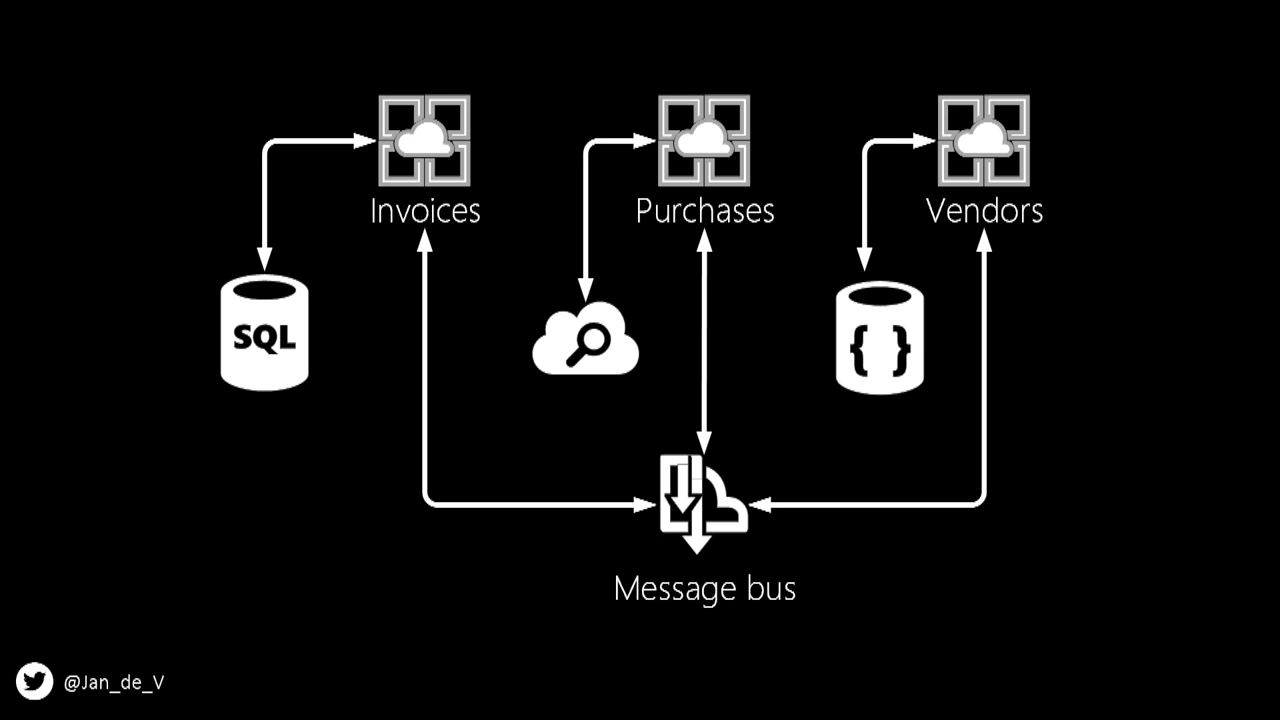 Invoices
Purchases
Vendors
SQL
{ }
Message bus
@Jan_de_V